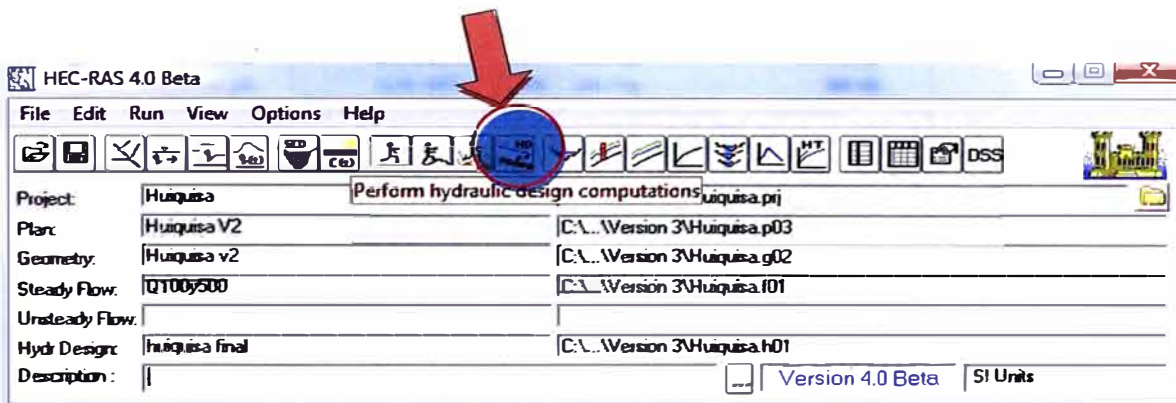 HEC-RAS 4.0 Beta
File Edit Run View Options Help
HD
HT
DSS
Perform hydraulic design computations
Project: Huiquisa uiquisa.prj
Plan: Huiquisa V2 C:\...\Version 3\Huiquisa.p03
Geometry: Huiquisa v2 C:\...\Version 3\Huiquisa.g02
Steady Flow: Q100y500 C:\...\Version 3\Huiquisa.f01
Unsteady Flow:
Hydr Design: huiquisa final C:\...\Version 3\Huiquisa.h01
Description : ... Version 4.0 Beta SI Units